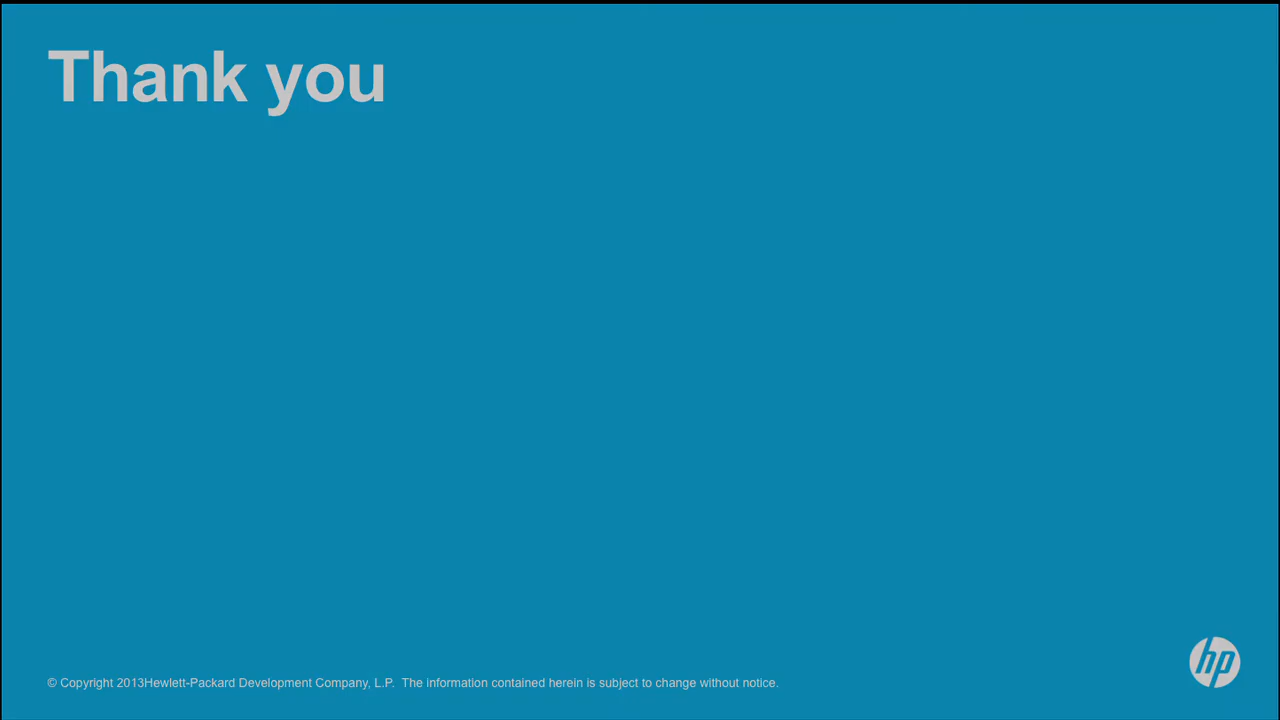 Thank you
© Copyright 2013Hewlett-Packard Development Company, L.P.  The information contained herein is subject to change without notice.
hp